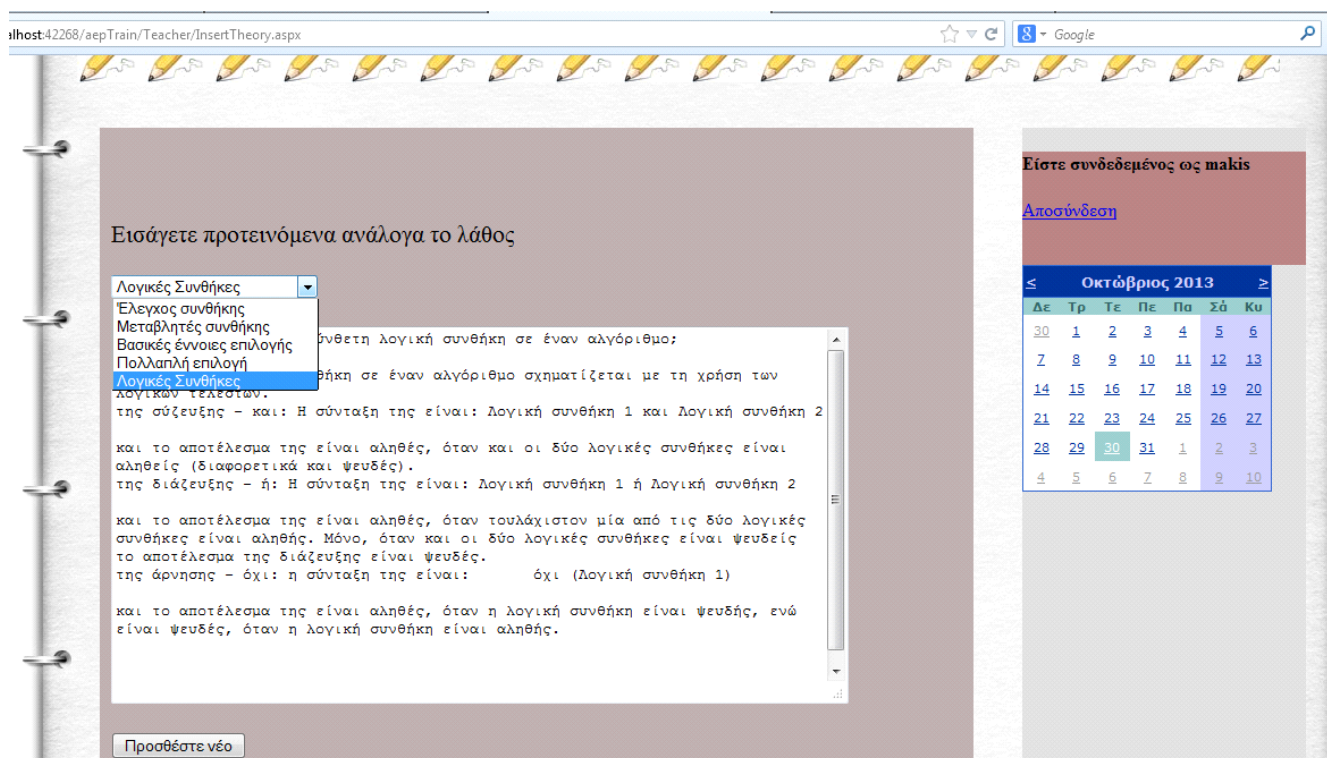 alhost:42268/aepTrain/Teacher/InsertTheory.aspx
Google
Εισάγετε προτεινόμενα ανάλογα το λάθος
Λογικές Συνθήκες
Έλεγχος συνθήκης
Μεταβλητές συνθήκης
Βασικές έννοιες επιλογής
Πολλαπλή επιλογή
Λογικές Συνθήκες
ύνθετη λογική συνθήκη σε έναν αλγόριθμο;
θήκη σε έναν αλγόριθμο σχηματίζεται με τη χρήση των
λογικών τελεστών.
της σύζευξης – και: Η σύνταξη της είναι: Λογική συνθήκη 1 και Λογική συνθήκη 2
και το αποτέλεσμα της είναι αληθές, όταν και οι δύο λογικές συνθήκες είναι
αληθείς (διαφορετικά και ψευδές).
της διάζευξης – ή: Η σύνταξη της είναι: Λογική συνθήκη 1 ή Λογική συνθήκη 2
και το αποτέλεσμα της είναι αληθές, όταν τουλάχιστον μία από τις δύο λογικές
συνθήκες είναι αληθής. Μόνο, όταν και οι δύο λογικές συνθήκες είναι ψευδείς
το αποτέλεσμα της διάζευξης είναι ψευδές.
της άρνησης – όχι: η σύνταξη της είναι: όχι (Λογική συνθήκη 1)
και το αποτέλεσμα της είναι αληθές, όταν η λογική συνθήκη είναι ψευδής, ενώ
είναι ψευδές, όταν η λογική συνθήκη είναι αληθής.
Προσθέστε νέο
Είστε συνδεδεμένος ως makis
Αποσύνδεση
< Οκτώβριος 2013 >
Δε Τρ Τε Πε Πα Σά Κυ
30 1 2 3 4 5 6
7 8 9 10 11 12 13
14 15 16 17 18 19 20
21 22 23 24 25 26 27
28 29 30 31 1 2 3
4 5 6 7 8 9 10